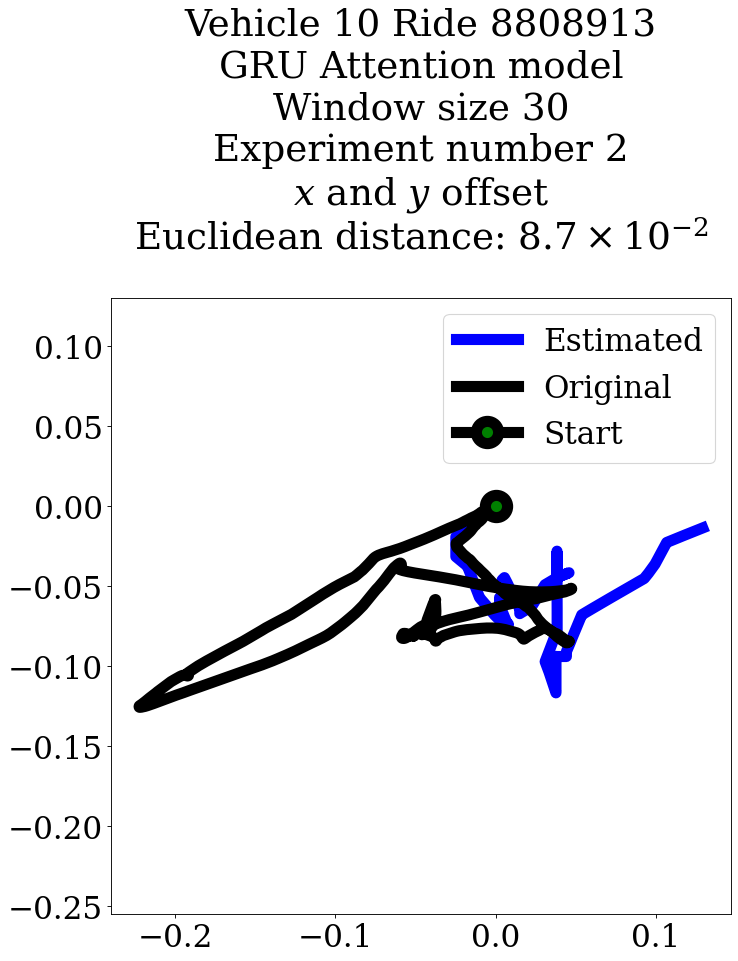 Vehicle 10 Ride 8808913
GRU Attention model
Window size 30
Experiment number 2
x and y offset
Euclidean distance: 8.7 × 10⁻²
Estimated
Original
Start
0.10
0.05
0.00
−0.05
−0.10
−0.15
−0.20
−0.25
−0.2 −0.1 0.0 0.1